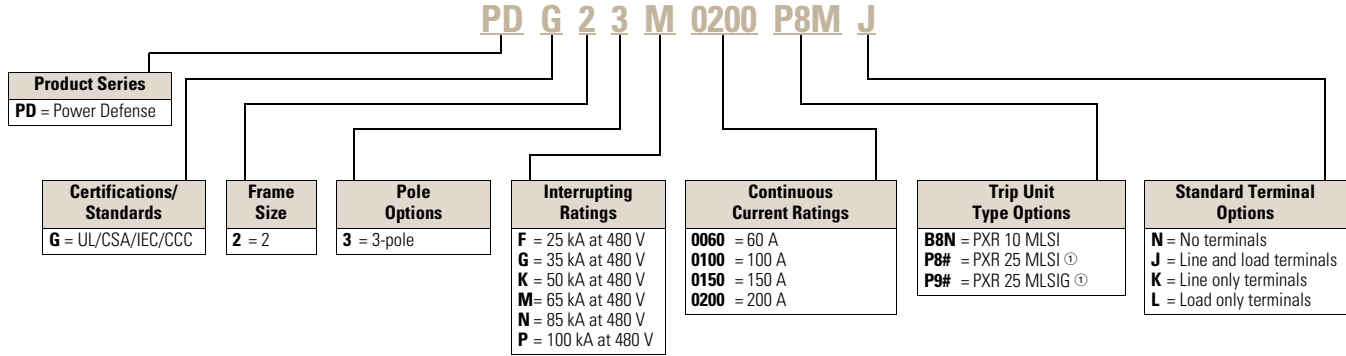 PD G 2 3 M 0200 P8M J
Product Series
PD = Power Defense
Certifications/
Standards
G = UL/CSA/IEC/CCC
Frame
Size
2 = 2
Pole
Options
3 = 3-pole
Interrupting
Ratings
F = 25 kA at 480 V
G = 35 kA at 480 V
K = 50 kA at 480 V
M= 65 kA at 480 V
N = 85 kA at 480 V
P = 100 kA at 480 V
Continuous
Current Ratings
0060 = 60 A
0100 = 100 A
0150 = 150 A
0200 = 200 A
Trip Unit
Type Options
B8N = PXR 10 MLSI
P8# = PXR 25 MLSI ①
P9# = PXR 25 MLSIG ①
Standard Terminal
Options
N = No terminals
J = Line and load terminals
K = Line only terminals
L = Load only terminals